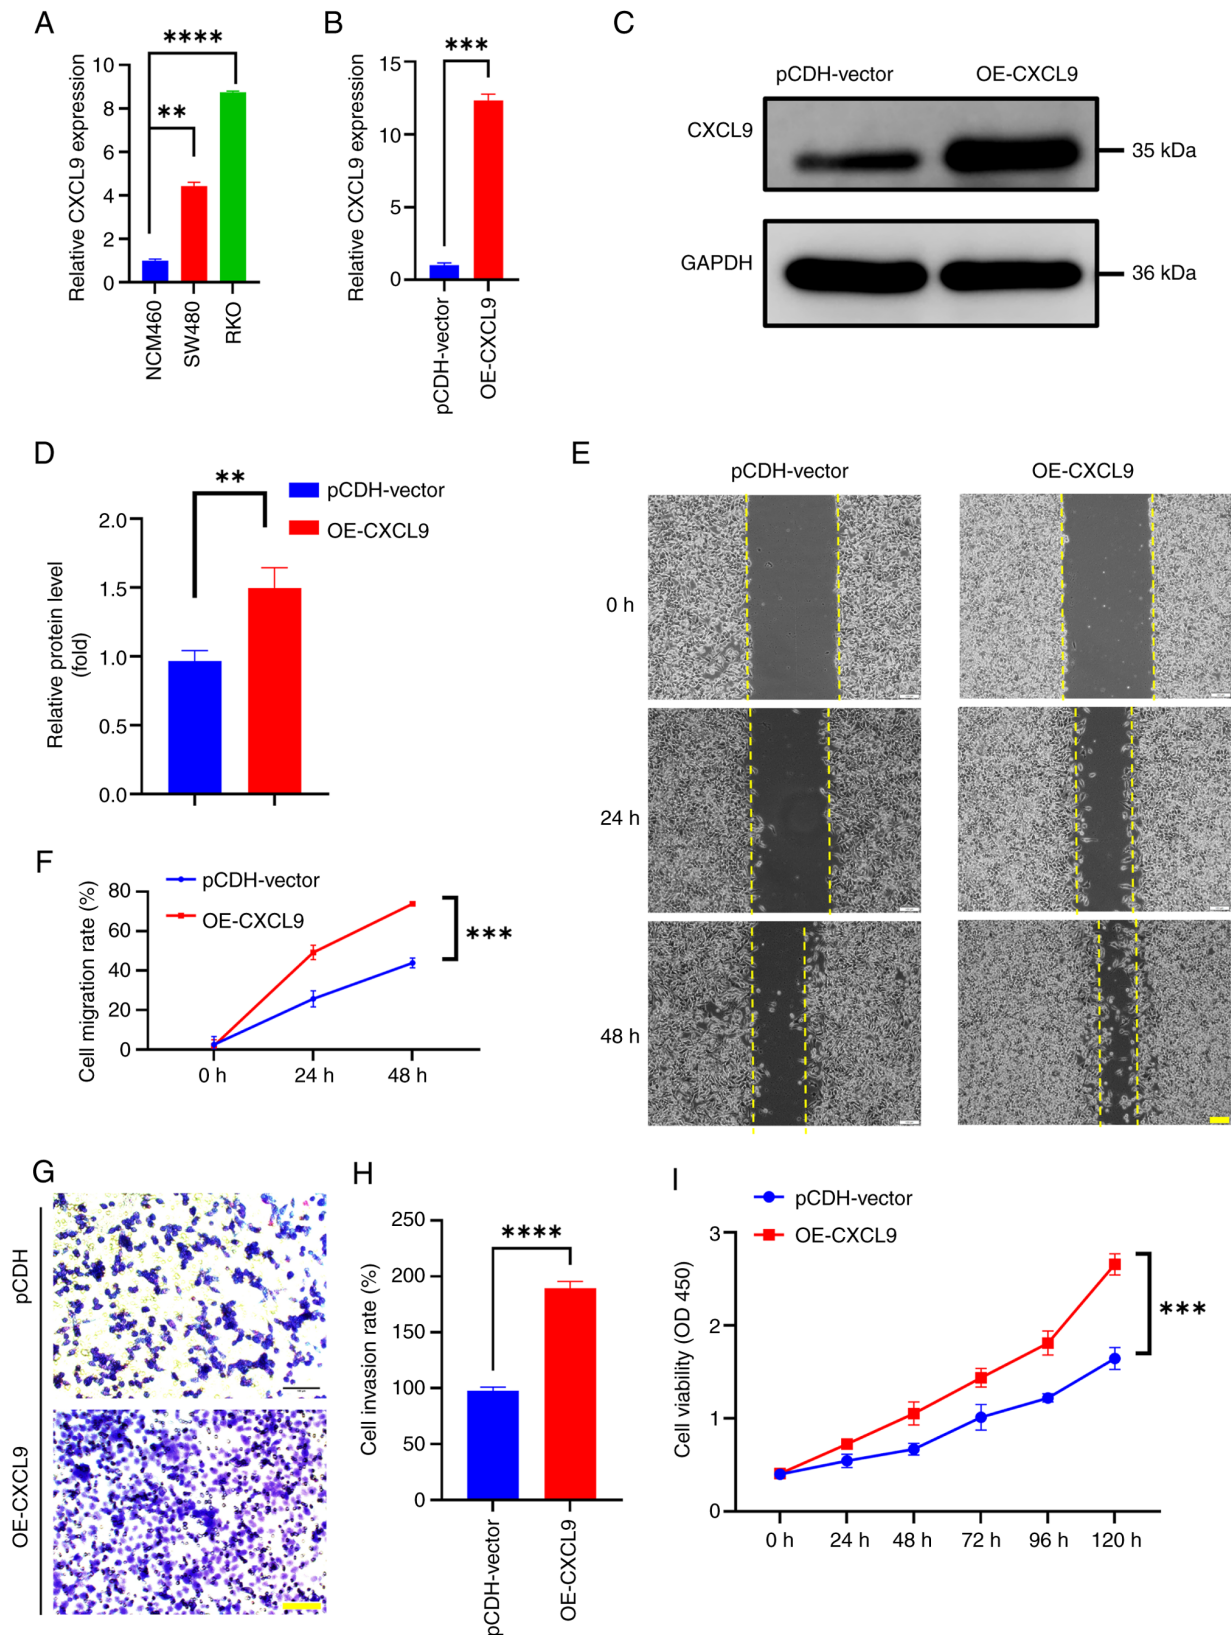 A
****
**
Relative CXCL9 expression
10
8
6
4
2
0
NCM460
SW480
RKO
B
***
Relative CXCL9 expression
15
10
5
0
pCDH-vector
OE-CXCL9
C
pCDH-vector OE-CXCL9
CXCL9
35 kDa
GAPDH
36 kDa
D
**
pCDH-vector
OE-CXCL9
Relative protein level
(fold)
2.0
1.5
1.0
0.5
0.0
E
pCDH-vector OE-CXCL9
0 h
24 h
48 h
F
pCDH-vector
OE-CXCL9
***
Cell migration rate (%)
80
60
40
20
0
0 h 24 h 48 h
G
pCDH
OE-CXCL9
H
****
Cell invasion rate (%)
250
200
150
100
50
0
pCDH-vector
OE-CXCL9
I
pCDH-vector
OE-CXCL9
***
Cell viability (OD 450)
3
2
1
0
0 h 24 h 48 h 72 h 96 h 120 h